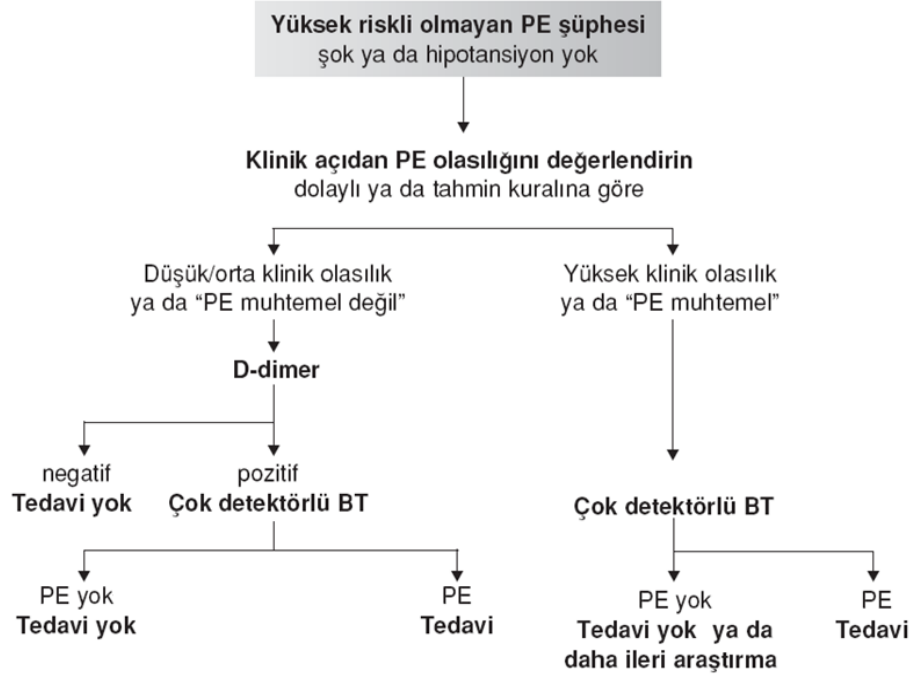 Yüksek riskli olmayan PE şüphesi
şok ya da hipotansiyon yok
Klinik açıdan PE olasılığını değerlendirin
dolaylı ya da tahmin kuralına göre
Düşük/orta klinik olasılık
ya da “PE muhtemel değil”
Yüksek klinik olasılık
ya da “PE muhtemel”
D-dimer
negatif
Tedavi yok
pozitif
Çok detektörlü BT
Çok detektörlü BT
PE yok
Tedavi yok
PE
Tedavi
PE yok
Tedavi yok ya da
daha ileri araştırma
PE
Tedavi